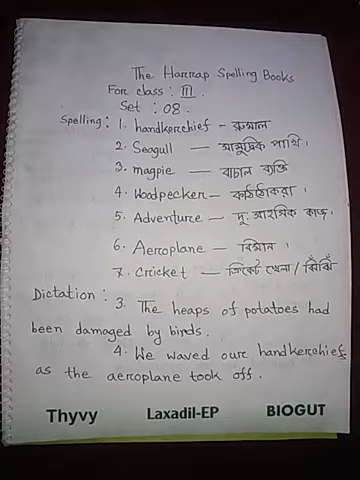 The Harrap Spelling Books
For class : III.
Set : 08.
Spelling : 1. handkerchief - রুমাল
2. Seagull — সামুদ্রিক পাখি ।
3. magpie — বাচাল ব্যক্তি
4. Woodpecker — কাঠঠোকরা ।
5. Adventure — দুঃসাহসিক কাজ ।
6. Aeroplane — বিমান ।
7. Cricket — ক্রিকেট খেলা / ঝিঁঝিঁ
Dictation : 3. The heaps of potatoes had
been damaged by birds.
4. We waved our handkerchiefs
as the aeroplane took off.
Thyvy Laxadil-EP BIOGUT